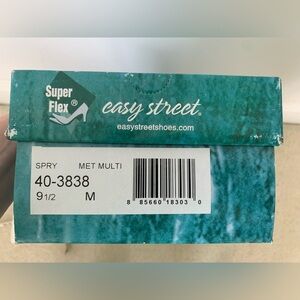 Super
Flex
easy street®
easystreetshoes.com
SPRY MET MULTI
40-3838
9 1/2 M
8 85660 18303 0